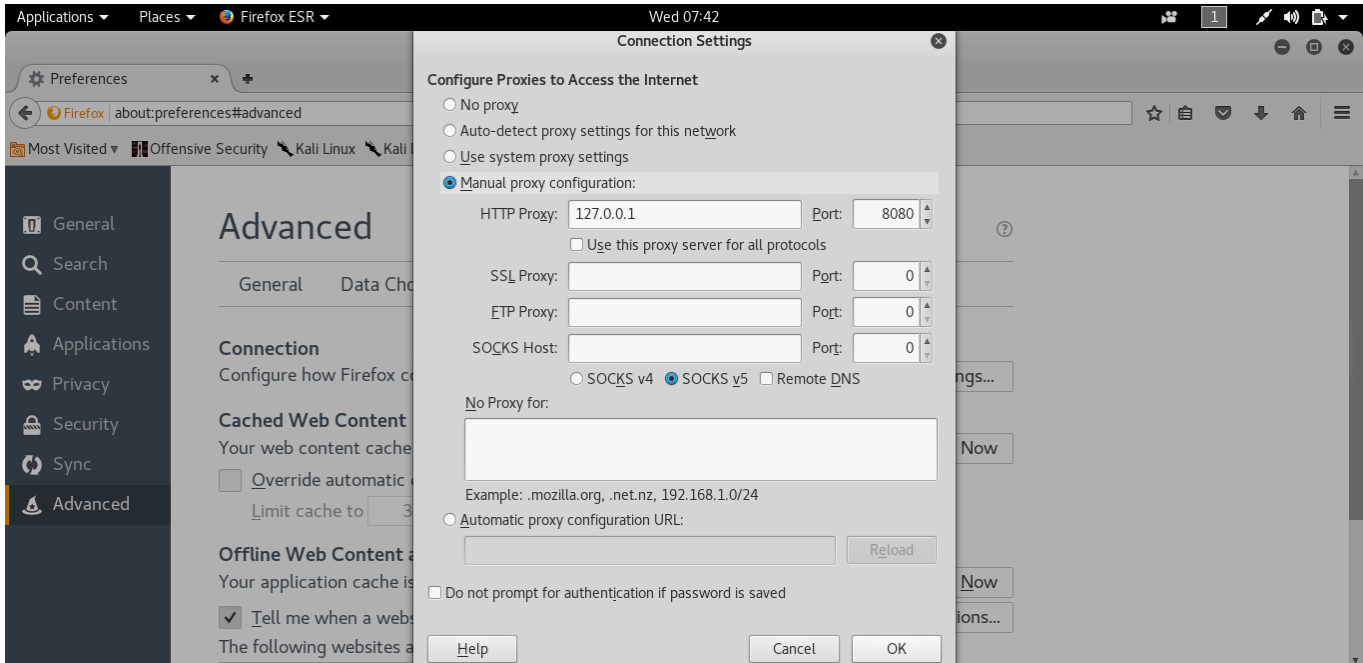 Applications Places Firefox ESR Wed 07:42 1
Connection Settings
Preferences
Firefox about:preferences#advanced
Most Visited Offensive Security Kali Linux Kali
General
Search
Content
Applications
Privacy
Security
Sync
Advanced
Advanced
General Data Cho
Connection
Configure how Firefox co
ngs...
Cached Web Content
Your web content cache
Now
Override automatic
Limit cache to 3
Offline Web Content a
Your application cache is
Now
Tell me when a webs
ions...
The following websites a
Configure Proxies to Access the Internet
No proxy
Auto-detect proxy settings for this network
Use system proxy settings
Manual proxy configuration:
HTTP Proxy: 127.0.0.1 Port: 8080
Use this proxy server for all protocols
SSL Proxy: Port: 0
FTP Proxy: Port: 0
SOCKS Host: Port: 0
SOCKS v4 SOCKS v5 Remote DNS
No Proxy for:
Example: .mozilla.org, .net.nz, 192.168.1.0/24
Automatic proxy configuration URL:
Reload
Do not prompt for authentication if password is saved
Help Cancel OK